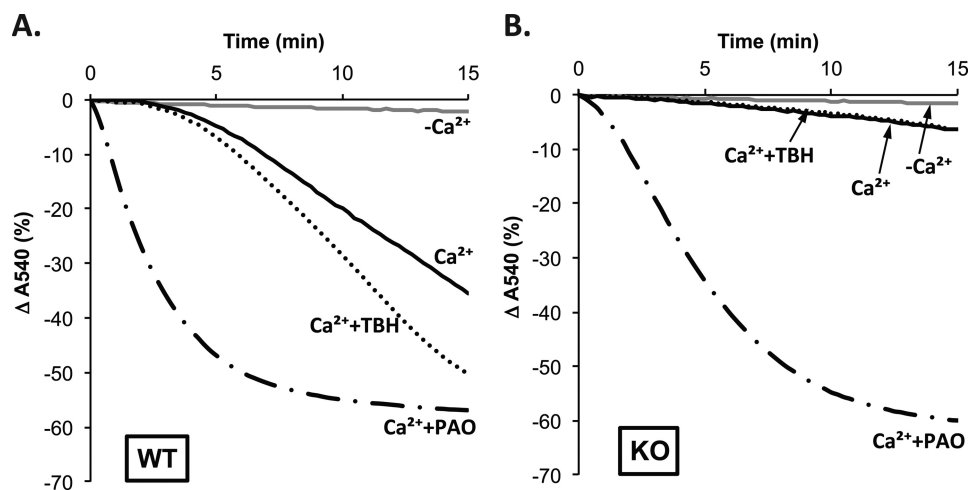 A.
Time (min)
0 5 10 15
0
-10
-20
-30
-40
-50
-60
-70
Δ A540 (%)
-Ca²⁺
Ca²⁺
Ca²⁺+TBH
Ca²⁺+PAO
WT
B.
Time (min)
0 5 10 15
0
-10
-20
-30
-40
-50
-60
-70
Δ A540 (%)
Ca²⁺+TBH
Ca²⁺
-Ca²⁺
Ca²⁺+PAO
KO